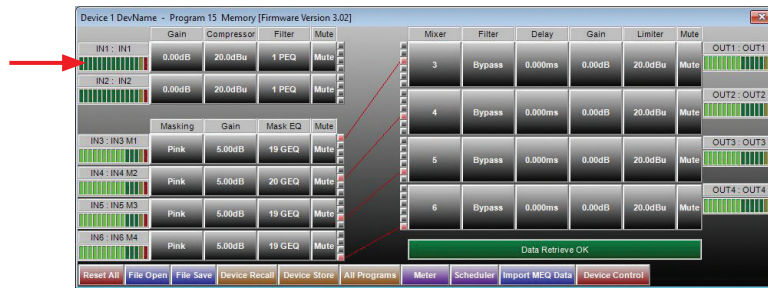 Device 1 DevName - Program 15 Memory [Firmware Version 3.02]
Gain Compressor Filter Mute
IN1 : IN1 0.00dB 20.0dBu 1 PEQ Mute
IN2 : IN2 0.00dB 20.0dBu 1 PEQ Mute
Masking Gain Mask EQ Mute
IN3 : IN3 M1 Pink 5.00dB 19 GEQ Mute
IN4 : IN4 M2 Pink 5.00dB 20 GEQ Mute
IN5 : IN5 M3 Pink 5.00dB 19 GEQ Mute
IN6 : IN6 M4 Pink 5.00dB 19 GEQ Mute
Mixer Filter Delay Gain Limiter Mute
3 Bypass 0.000ms 0.00dB 20.0dBu Mute OUT1 : OUT1
4 Bypass 0.000ms 0.00dB 20.0dBu Mute OUT2 : OUT2
5 Bypass 0.000ms 0.00dB 20.0dBu Mute OUT3 : OUT3
6 Bypass 0.000ms 0.00dB 20.0dBu Mute OUT4 : OUT4
Data Retrieve OK
Reset All File Open File Save Device Recall Device Store All Programs Meter Scheduler Import MEQ Data Device Control